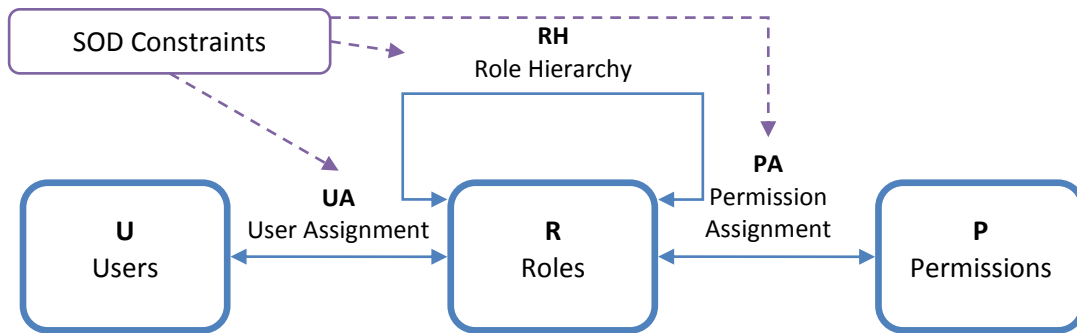 SOD Constraints
RH
Role Hierarchy
UA
User Assignment
PA
Permission
Assignment
U
Users
R
Roles
P
Permissions